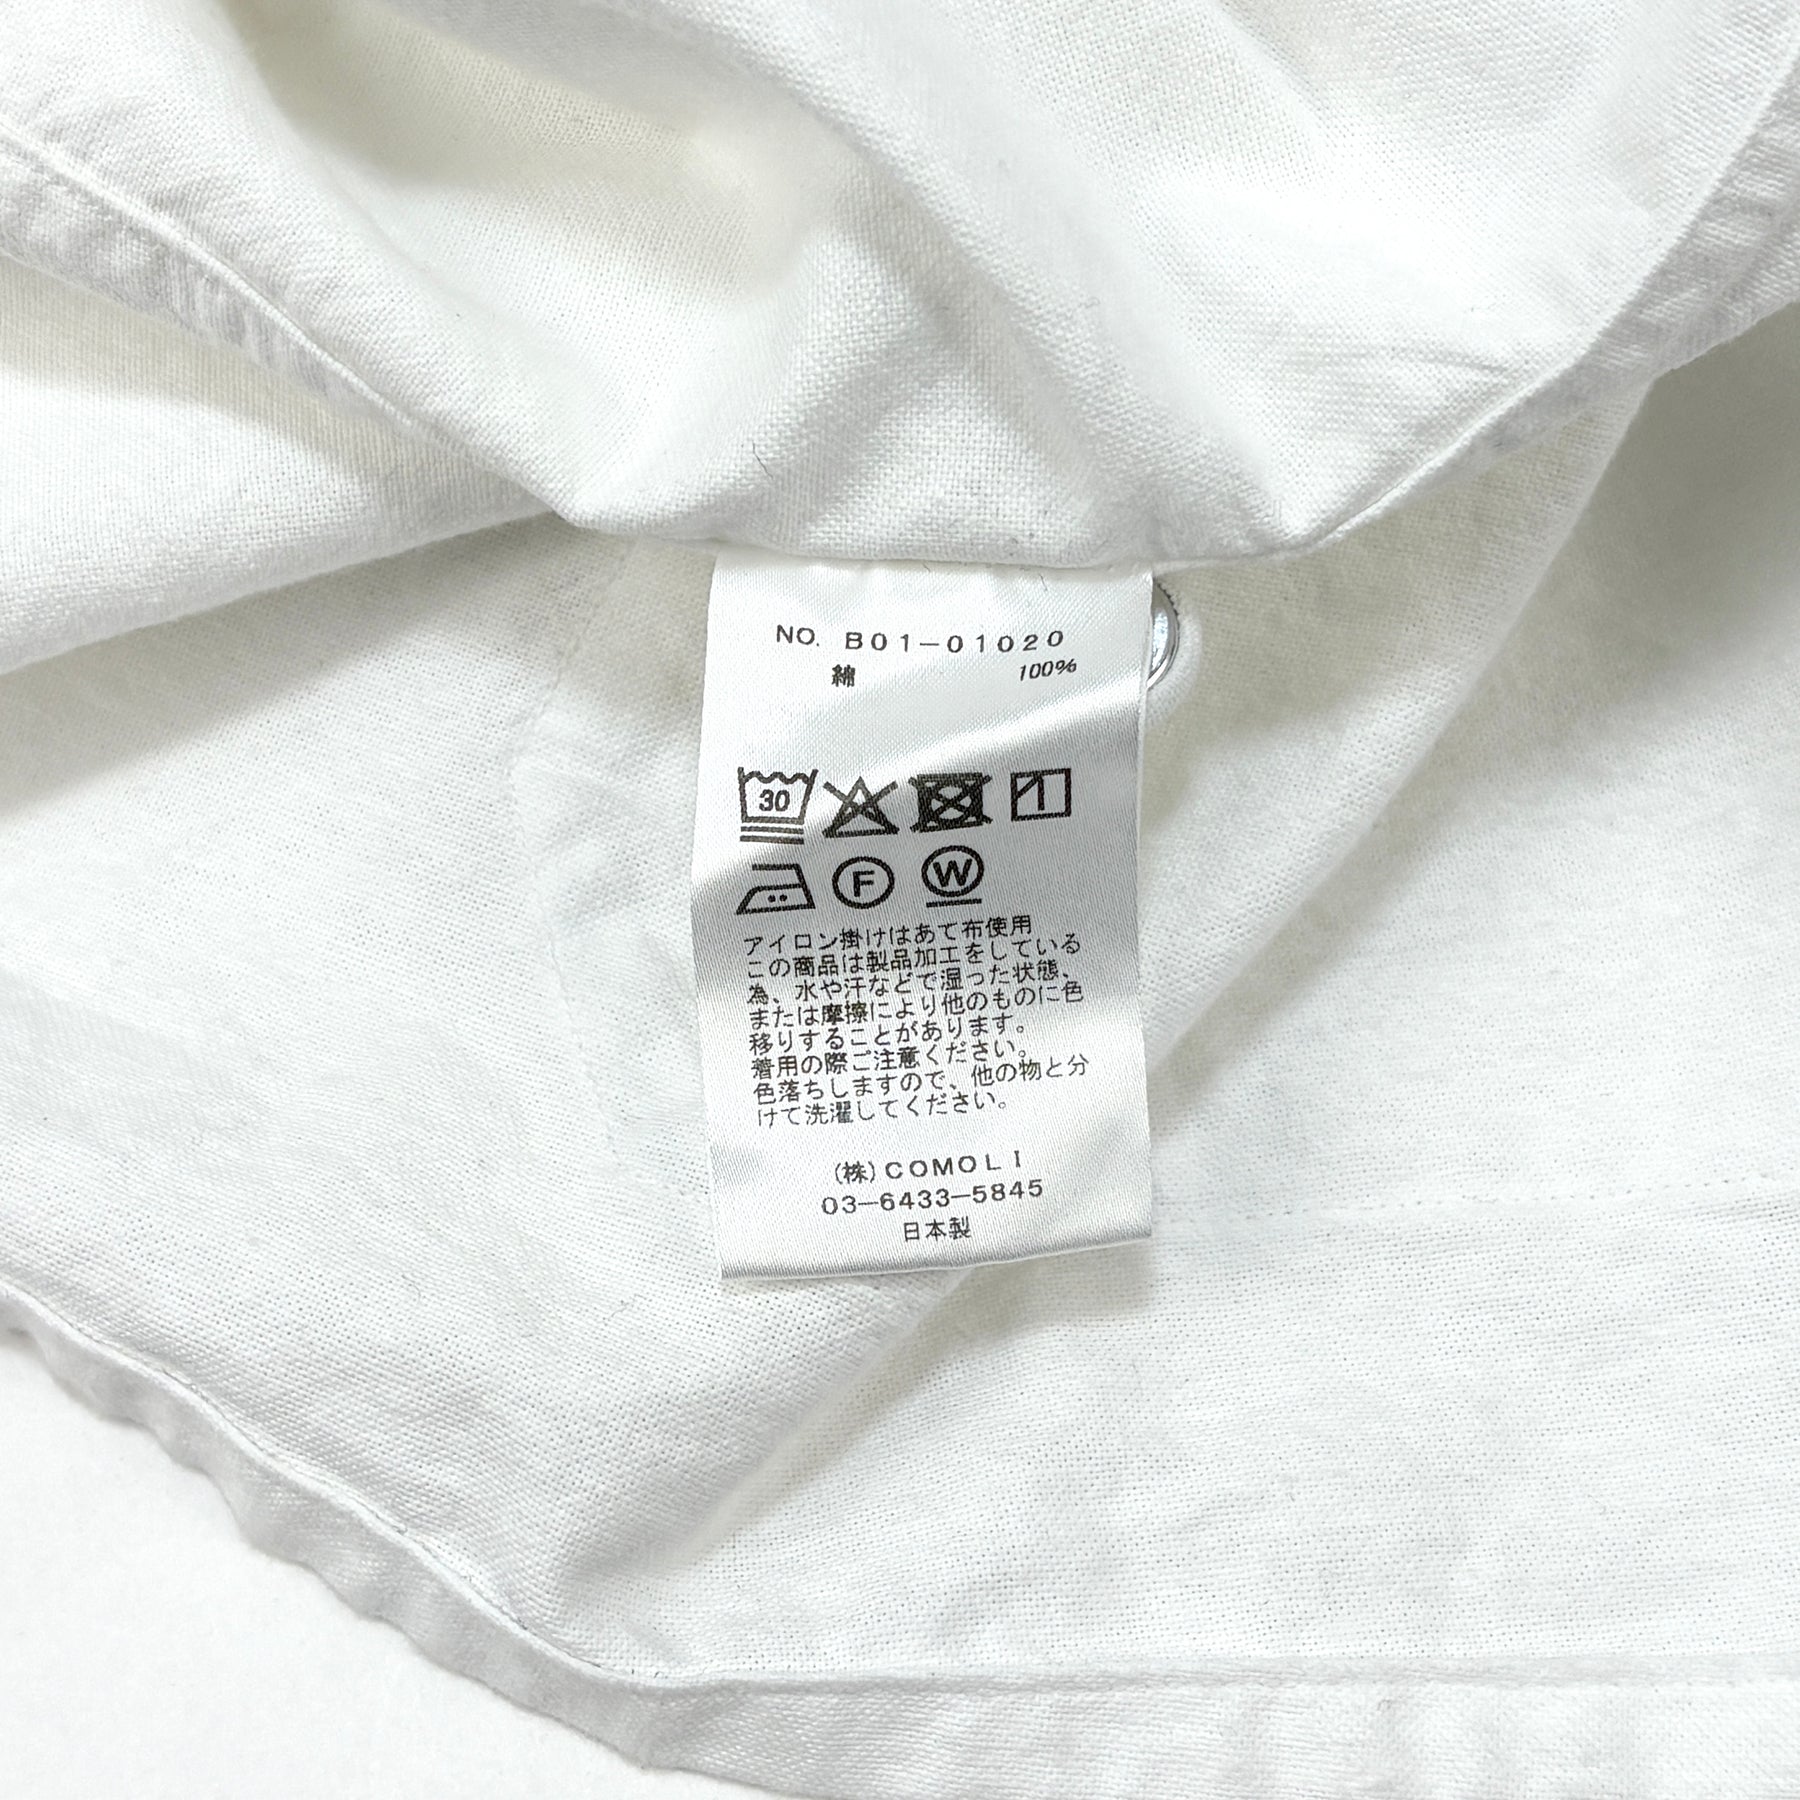 NO. B01-01020
綿 100%
30
F W
アイロン掛けはあて布使用
この商品は製品加工をしている
為、水や汗などで湿った状態、
または摩擦により他のものに色
移りすることがあります。
着用の際ご注意ください。
色落ちしますので、他の物と分
けて洗濯してください。
(株)COMOLI
03-6433-5845
日本製